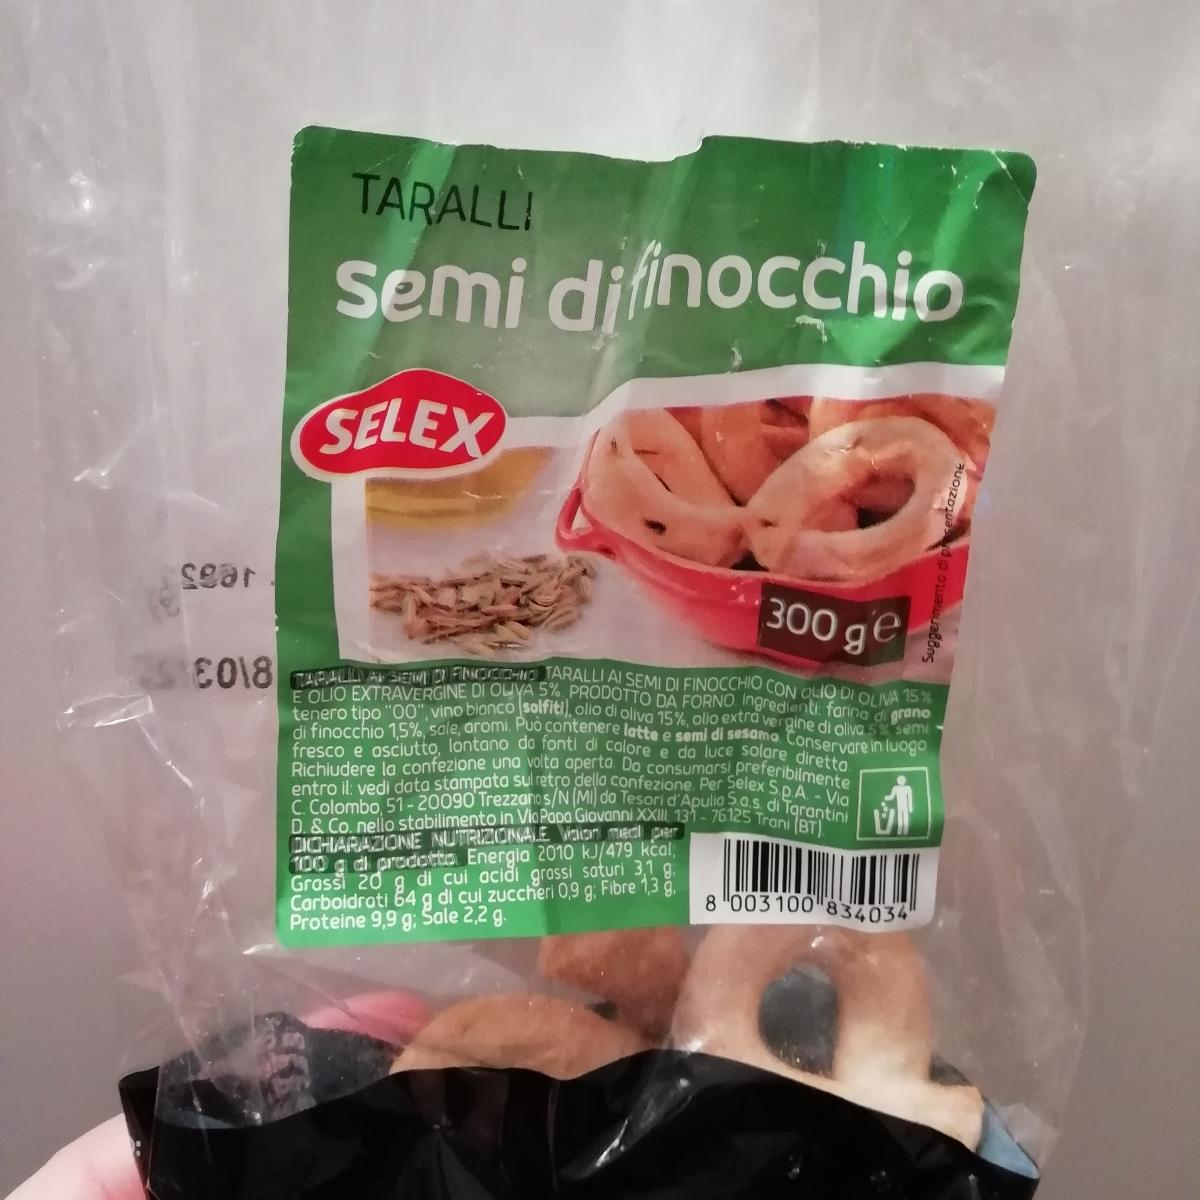 TARALLI
semi di finocchio
SELEX
300 g e
Suggerimento di presentazione
TARALLI AI SEMI DI FINOCCHIO TARALLI AI SEMI DI FINOCCHIO CON OLIO DI OLIVA 15%
E OLIO EXTRAVERGINE DI OLIVA 5%, PRODOTTO DA FORNO Ingredienti: farina di grano
tenero tipo "00", vino bianco (solfiti), olio di oliva 15%, olio extra vergine di oliva 5%, semi
di finocchio 1,5%, sale, aromi. Può contenere latte e semi di sesamo. Conservare in luogo
fresco e asciutto, lontano da fonti di calore e da luce solare diretta.
Richiudere la confezione una volta aperta. Da consumarsi preferibilmente
entro il: vedi data stampata sul retro della confezione. Per Selex S.p.A. - Via
C. Colombo, 51 - 20090 Trezzano s/N (MI) da Tesori d'Apulia S.a.s. di Tarantini
D. & Co. nello stabilimento in Via Papa Giovanni XXIII, 131 - 76125 Trani (BT).
DICHIARAZIONE NUTRIZIONALE Valori medi per
100 g di prodotto. Energia 2010 kJ/479 kcal;
Grassi 20 g di cui acidi grassi saturi 3,1 g;
Carboidrati 64 g di cui zuccheri 0,9 g; Fibre 1,3 g;
Proteine 9,9 g; Sale 2,2 g.
8 003100 834034